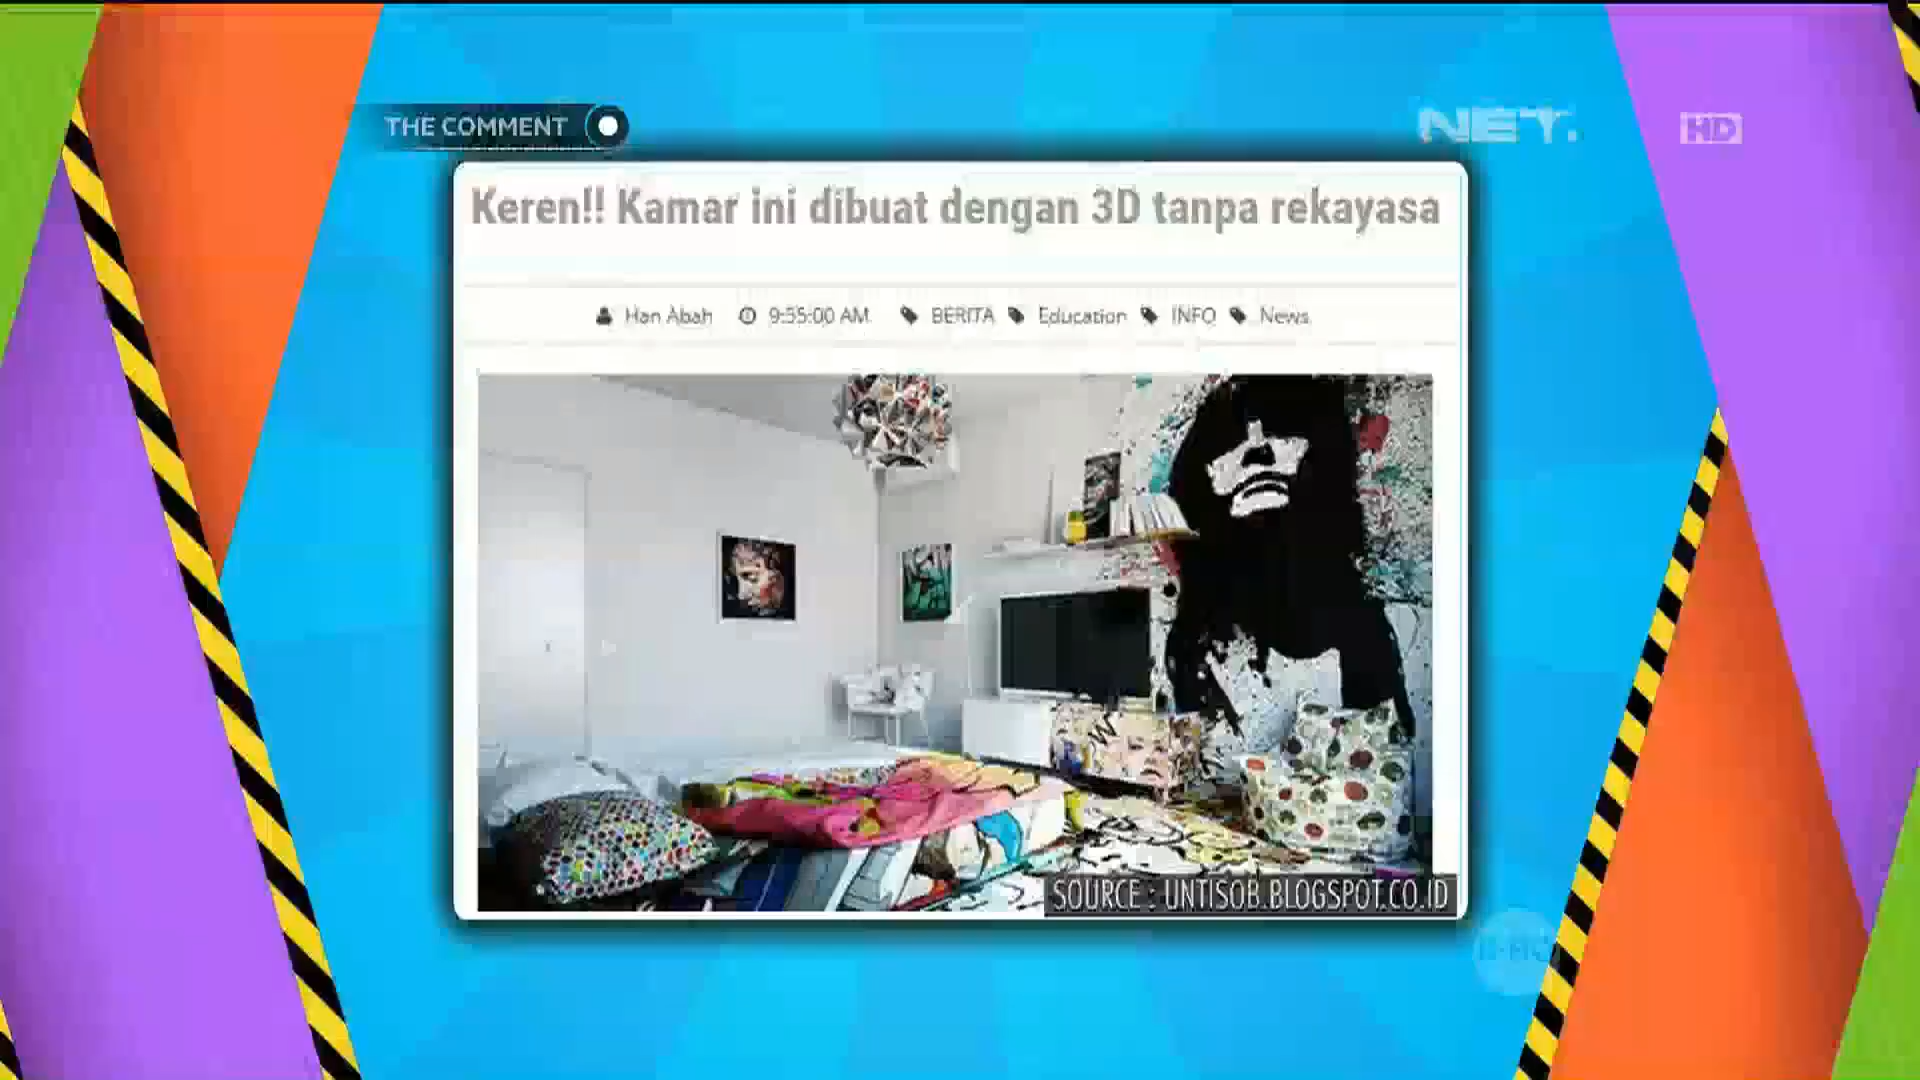 THE COMMENT
NET.
HD
Keren!! Kamar ini dibuat dengan 3D tanpa rekayasa
Han Abah 9:55:00 AM BERITA Education INFO News
SOURCE : UNTISOB.BLOGSPOT.CO.ID